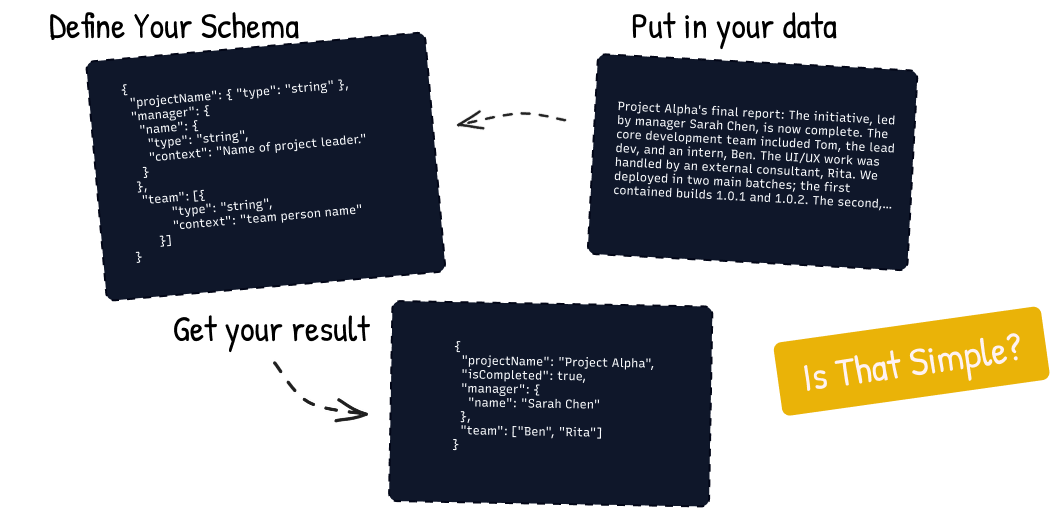 Define Your Schema
{
"projectName": { "type": "string" },
"manager": {
"name": {
"type": "string",
"context": "Name of project leader."
}
},
"team": [{
"type": "string",
"context": "team person name"
}]
}
Put in your data
Project Alpha's final report: The initiative, led
by manager Sarah Chen, is now complete. The
core development team included Tom, the lead
dev, and an intern, Ben. The UI/UX work was
handled by an external consultant, Rita. We
deployed in two main batches; the first
contained builds 1.0.1 and 1.0.2. The second,...
Get your result
{
"projectName": "Project Alpha",
"isCompleted": true,
"manager": {
"name": "Sarah Chen"
},
"team": ["Ben", "Rita"]
}
Is That Simple?